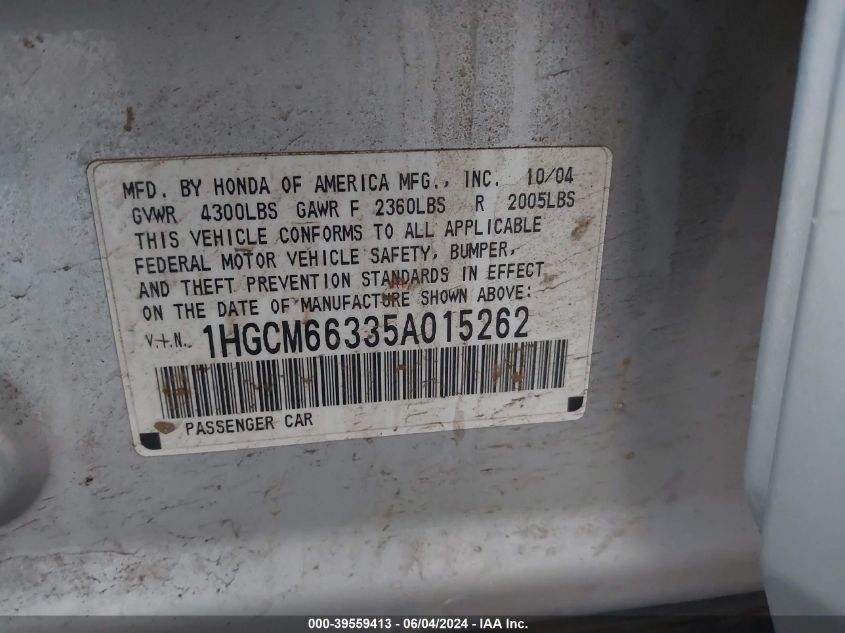 MFD. BY HONDA OF AMERICA MFG., INC. 10/04
GVWR 4300LBS GAWR F 2360LBS R 2005LBS
THIS VEHICLE CONFORMS TO ALL APPLICABLE
FEDERAL MOTOR VEHICLE SAFETY, BUMPER,
AND THEFT PREVENTION STANDARDS IN EFFECT
ON THE DATE OF MANUFACTURE SHOWN ABOVE:
V.I.N. 1HGCM66335A015262
PASSENGER CAR
000-39559413 - 06/04/2024 - IAA Inc.